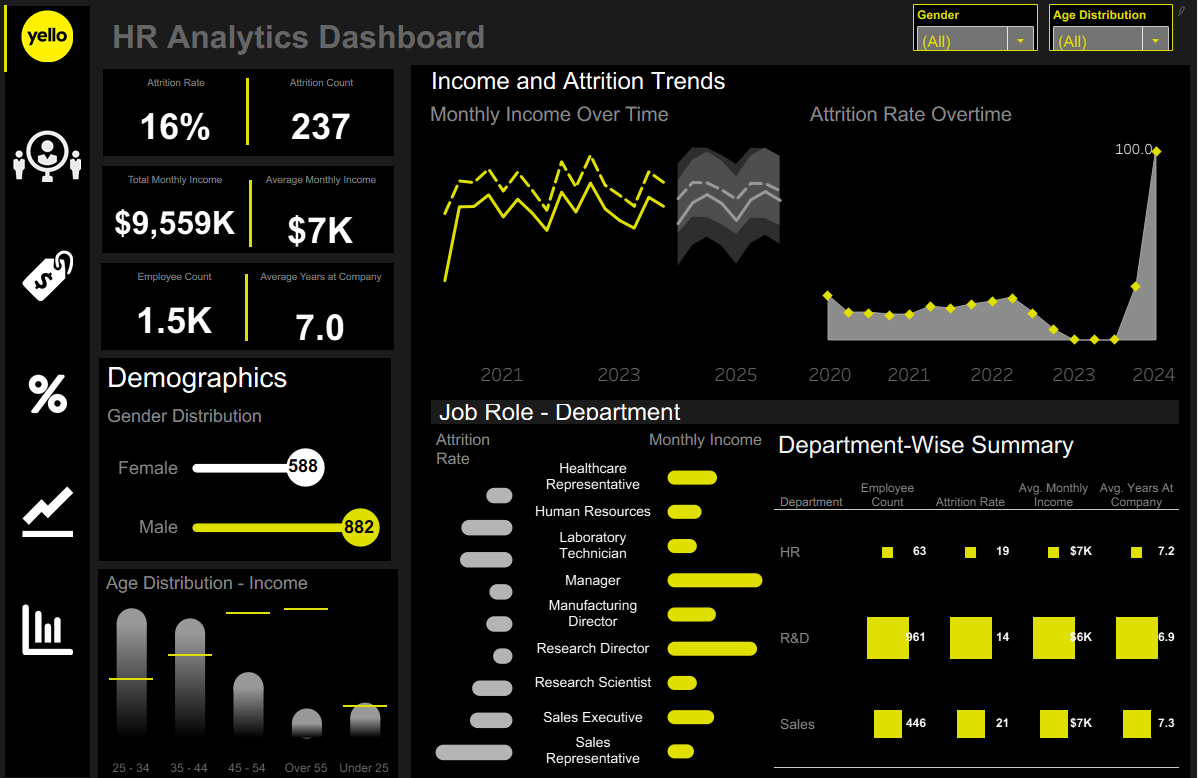 yello
HR Analytics Dashboard
Gender
(All)
Age Distribution
(All)
Attrition Rate
16%
Attrition Count
237
Total Monthly Income
$9,559K
Average Monthly Income
$7K
Employee Count
1.5K
Average Years at Company
7.0
Demographics
Gender Distribution
Female
588
Male
882
Age Distribution - Income
25 - 34
35 - 44
45 - 54
Over 55
Under 25
Income and Attrition Trends
Monthly Income Over Time
2021
2023
2025
Attrition Rate Overtime
100.0
2020
2021
2022
2023
2024
Job Role - Department
Attrition
Rate
Monthly Income
Healthcare
Representative
Human Resources
Laboratory
Technician
Manager
Manufacturing
Director
Research Director
Research Scientist
Sales Executive
Sales
Representative
Department-Wise Summary
Department
Employee
Count
Attrition Rate
Avg. Monthly
Income
Avg. Years At
Company
HR 63 19 $7K 7.2
R&D 961 14 $6K 6.9
Sales 446 21 $7K 7.3
$
%